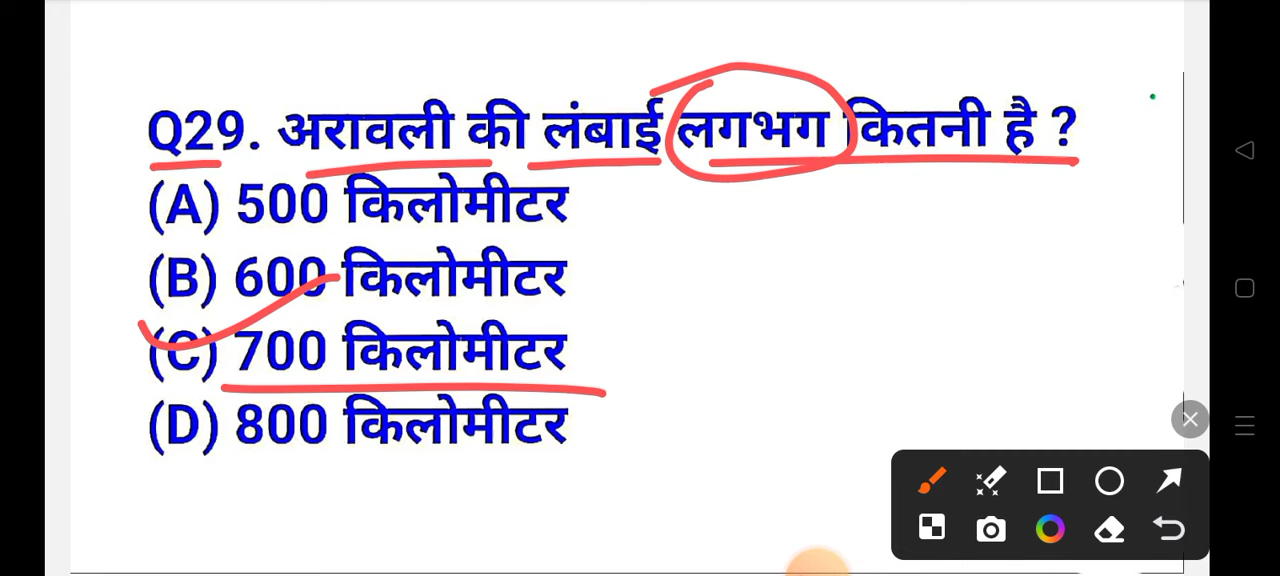 Q29. अरावली की लंबाई लगभग कितनी है ?
(A) 500 किलोमीटर
(B) 600 किलोमीटर
(C) 700 किलोमीटर
(D) 800 किलोमीटर